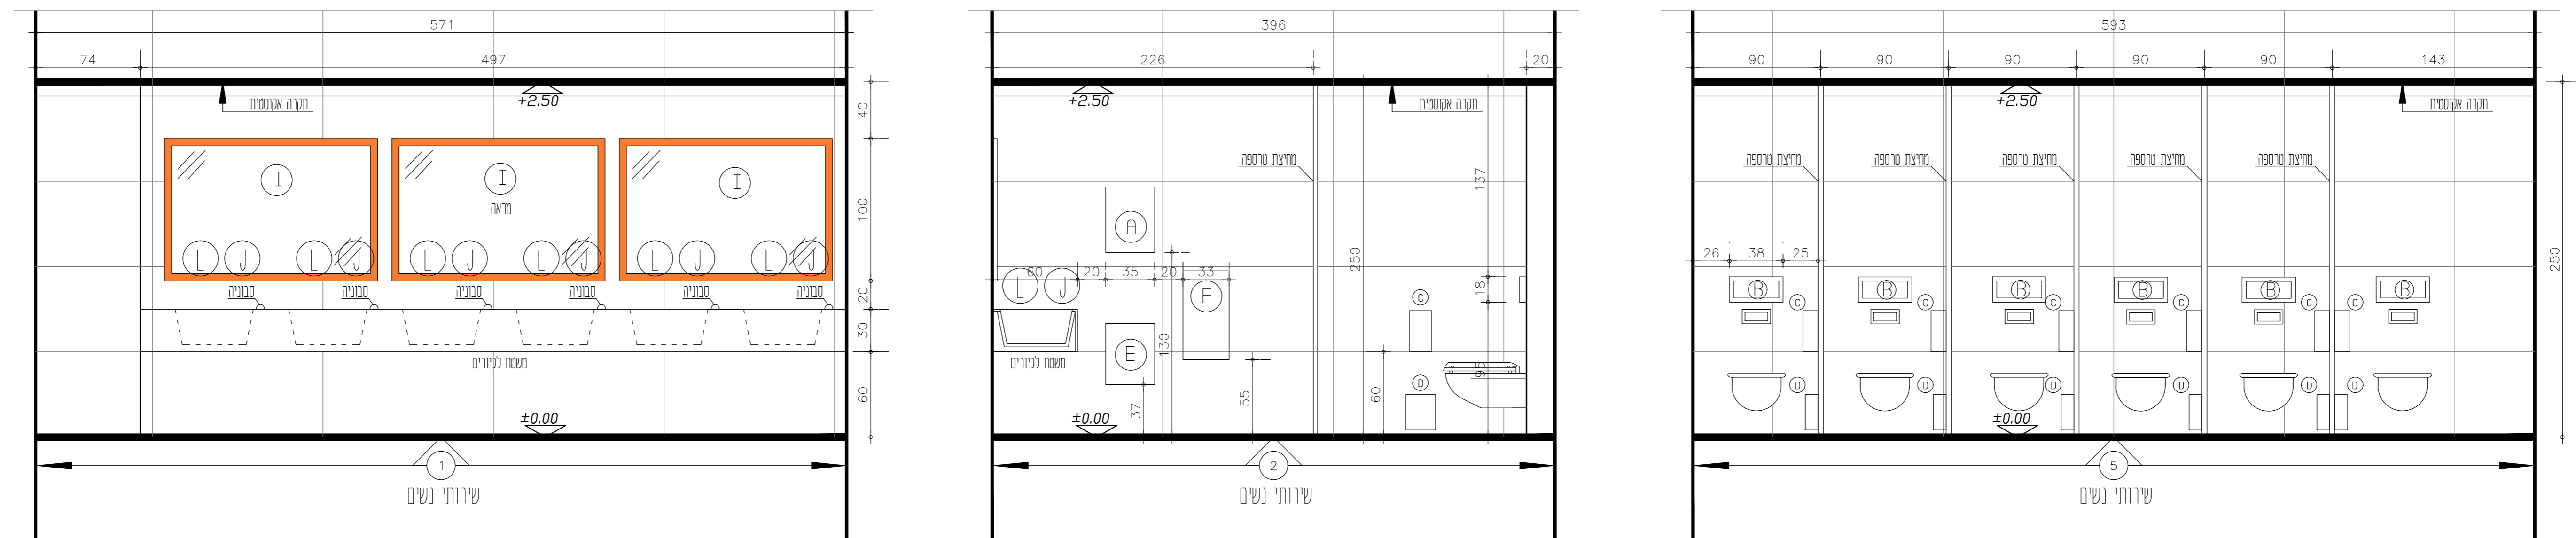 571
74 497
תקרה אקוסטית
+2.50
40
I I I
מראה
100
L J L J L J L J L J L J
סבוניה סבוניה סבוניה סבוניה סבוניה סבוניה
20
30
משטח לכיורים
60
±0.00
1
שירותי נשים
396
226 20
+2.50
תקרה אקוסטית
מחיצת טרספה
137
A
250
60 20 35 20 33
L J F
18
C
130
E
משטח לכיורים
95
D
55
60
37
±0.00
2
שירותי נשים
593
90 90 90 90 90 143
+2.50
תקרה אקוסטית
מחיצת טרספה מחיצת טרספה מחיצת טרספה מחיצת טרספה מחיצת טרספה
26 38 25
250
B B B B B B
C C C C C C
D D D D D D
±0.00
5
שירותי נשים